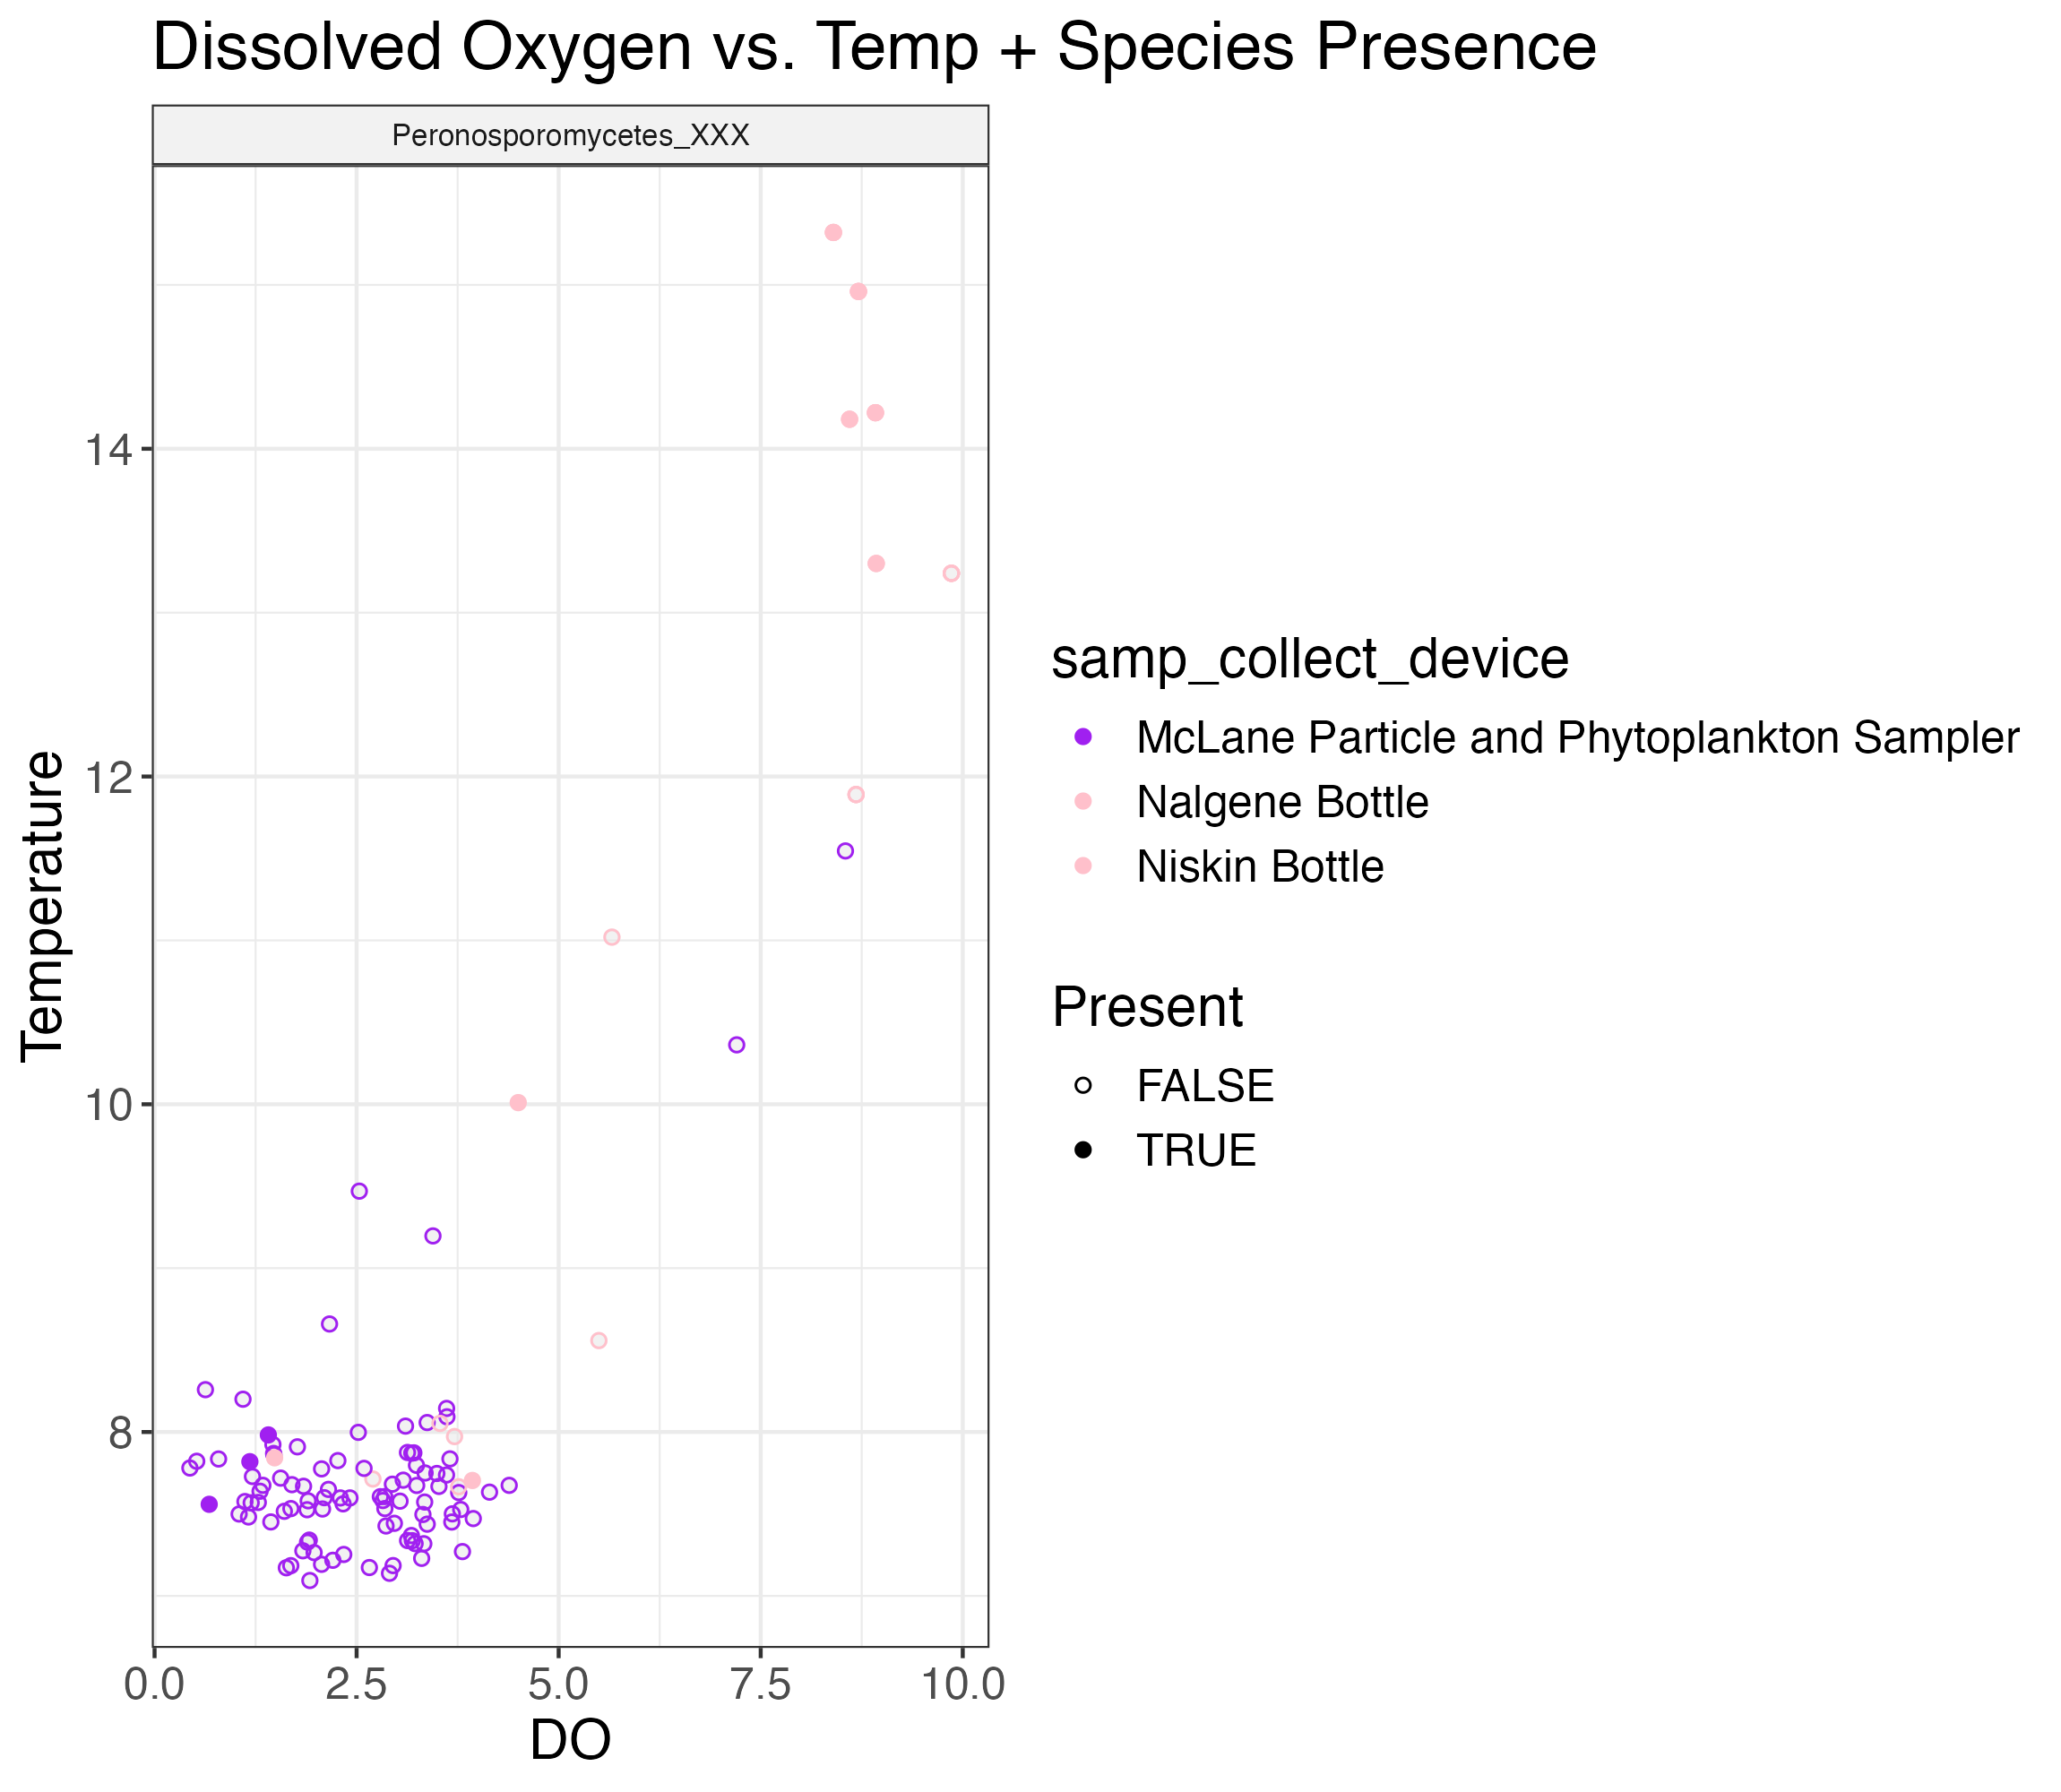 Dissolved Oxygen vs. Temp + Species Presence
Peronosporomycetes_XXX
14
12
10
8
Temperature
0.0 2.5 5.0 7.5 10.0
DO
samp_collect_device
McLane Particle and Phytoplankton Sampler
Nalgene Bottle
Niskin Bottle
Present
FALSE
TRUE